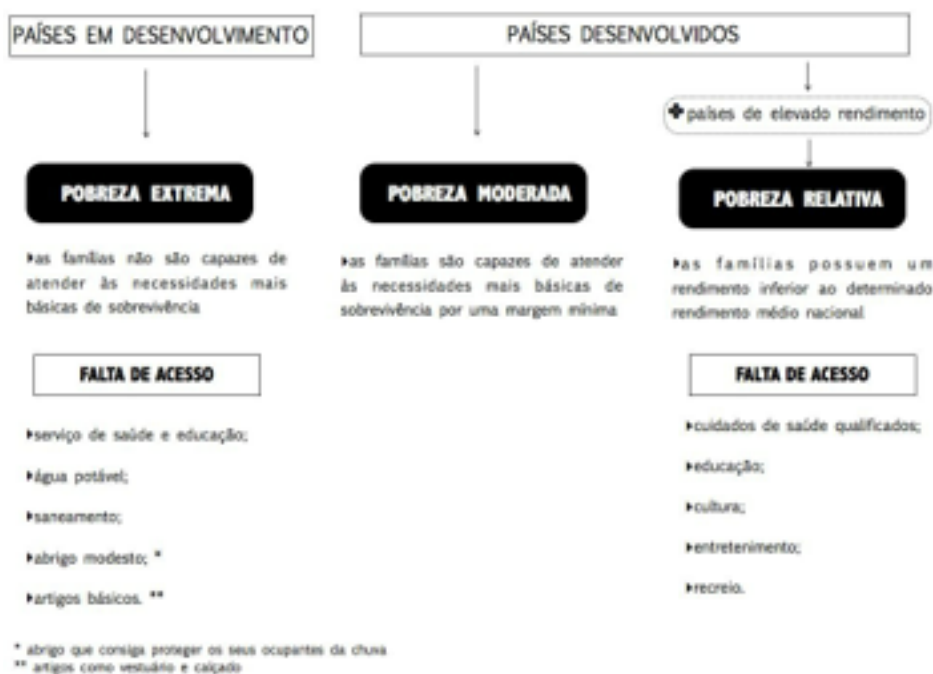 PAÍSES EM DESENVOLVIMENTO
POBREZA EXTREMA
▸as famílias não são capazes de
atender às necessidades mais
básicas de sobrevivência
FALTA DE ACESSO
▸serviço de saúde e educação;
▸água potável;
▸saneamento;
▸abrigo modesto; *
▸artigos básicos. **
PAÍSES DESENVOLVIDOS
POBREZA MODERADA
▸as famílias são capazes de atender
às necessidades mais básicas de
sobrevivência por uma margem mínima
✚países de elevado rendimento
POBREZA RELATIVA
▸as famílias possuem um
rendimento inferior ao determinado
rendimento médio nacional
FALTA DE ACESSO
▸cuidados de saúde qualificados;
▸educação;
▸cultura;
▸entretenimento;
▸recreio.
* abrigo que consiga proteger os seus ocupantes da chuva
** artigos como vestuário e calçado